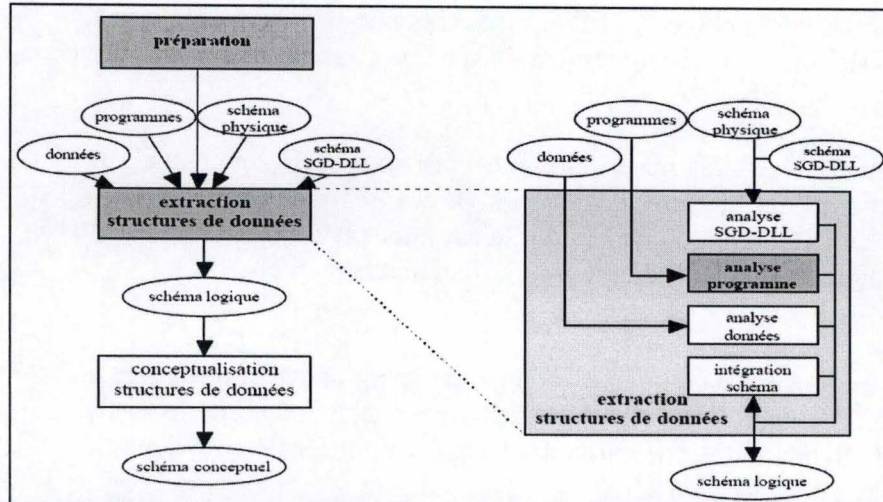 préparation
programmes
schéma
physique
données
schéma
SGD-DLL
extraction
structures de données
schéma logique
conceptualisation
structures de données
schéma conceptuel
programmes
schéma
physique
données
schéma
SGD-DLL
analyse
SGD-DLL
analyse
programne
analyse
données
intégration
schéma
extraction
structures de données
schéma logique